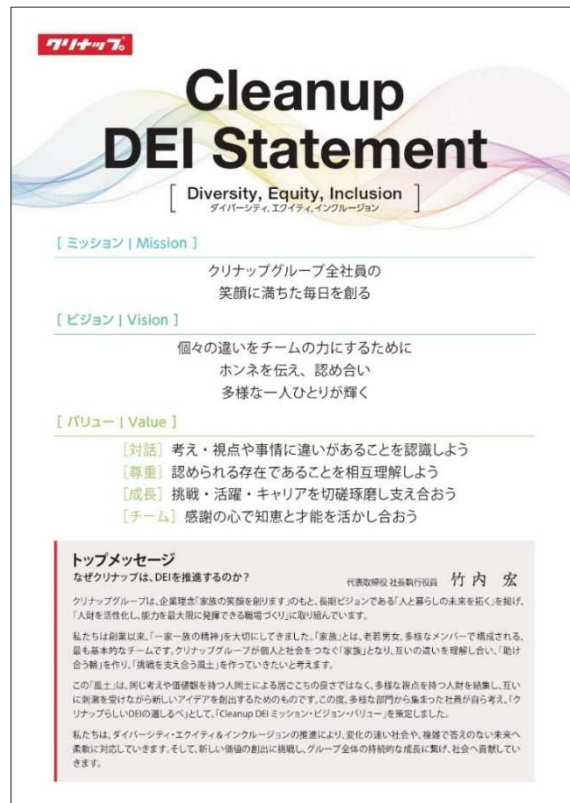 クリナップ
Cleanup
DEI Statement
[ Diversity, Equity, Inclusion ]
ダイバーシティ,エクイティ,インクルージョン
[ ミッション | Mission ]
クリナップグループ全社員の
笑顔に満ちた毎日を創る
[ ビジョン | Vision ]
個々の違いをチームの力にするために
ホンネを伝え、認め合い
多様な一人ひとりが輝く
[ バリュー | Value ]
[対話] 考え・視点や事情に違いがあることを認識しよう
[尊重] 認められる存在であることを相互理解しよう
[成長] 挑戦・活躍・キャリアを切磋琢磨し支え合おう
[チーム] 感謝の心で知恵と才能を活かし合おう
トップメッセージ
なぜクリナップは、DEIを推進するのか?
代表取締役 社長執行役員 竹内 宏
クリナップグループは、企業理念「家族の笑顔を創ります」のもと、長期ビジョンである「人と暮らしの未来を拓く」を掲げ、
「人財を活性化し、能力を最大限に発揮できる職場づくり」に取り組んでいます。
私たちは創業以来、「一家一族の精神」を大切にしてきました。「家族」とは、老若男女、多様なメンバーで構成される、
最も基本的なチームです。クリナップグループが個人と社会をつなぐ「家族」となり、互いの違いを理解し合い、「助け
合う輪」を作り、「挑戦を支え合う風土」を作っていきたいと考えます。
この「風土」は、同じ考えや価値観を持つ人同士による居ごこちの良さではなく、多様な視点を持つ人財を結集し、互い
に刺激を受けながら新しいアイデアを創出するためのものです。この度、多様な部門から集まった社員が自ら考え、「ク
リナップらしいDEIの道しるべ」として、「Cleanup DEI ミッション・ビジョン・バリュー」を策定しました。
私たちは、ダイバーシティ・エクイティ&インクルージョンの推進により、変化の速い社会や、複雑で答えのない未来へ
柔軟に対応していきます。そして、新しい価値の創出に挑戦し、グループ全体の持続的な成長に繋げ、社会へ貢献してい
きます。